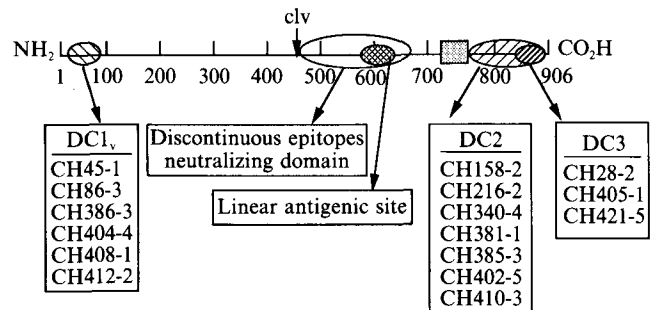 clv
NH₂ CO₂H
1 100 200 300 400 500 600 700 800 906
DC1ᵥ
CH45-1
CH86-3
CH386-3
CH404-4
CH408-1
CH412-2
Discontinuous epitopes
neutralizing domain
Linear antigenic site
DC2
CH158-2
CH216-2
CH340-4
CH381-1
CH385-3
CH402-5
CH410-3
DC3
CH28-2
CH405-1
CH421-5